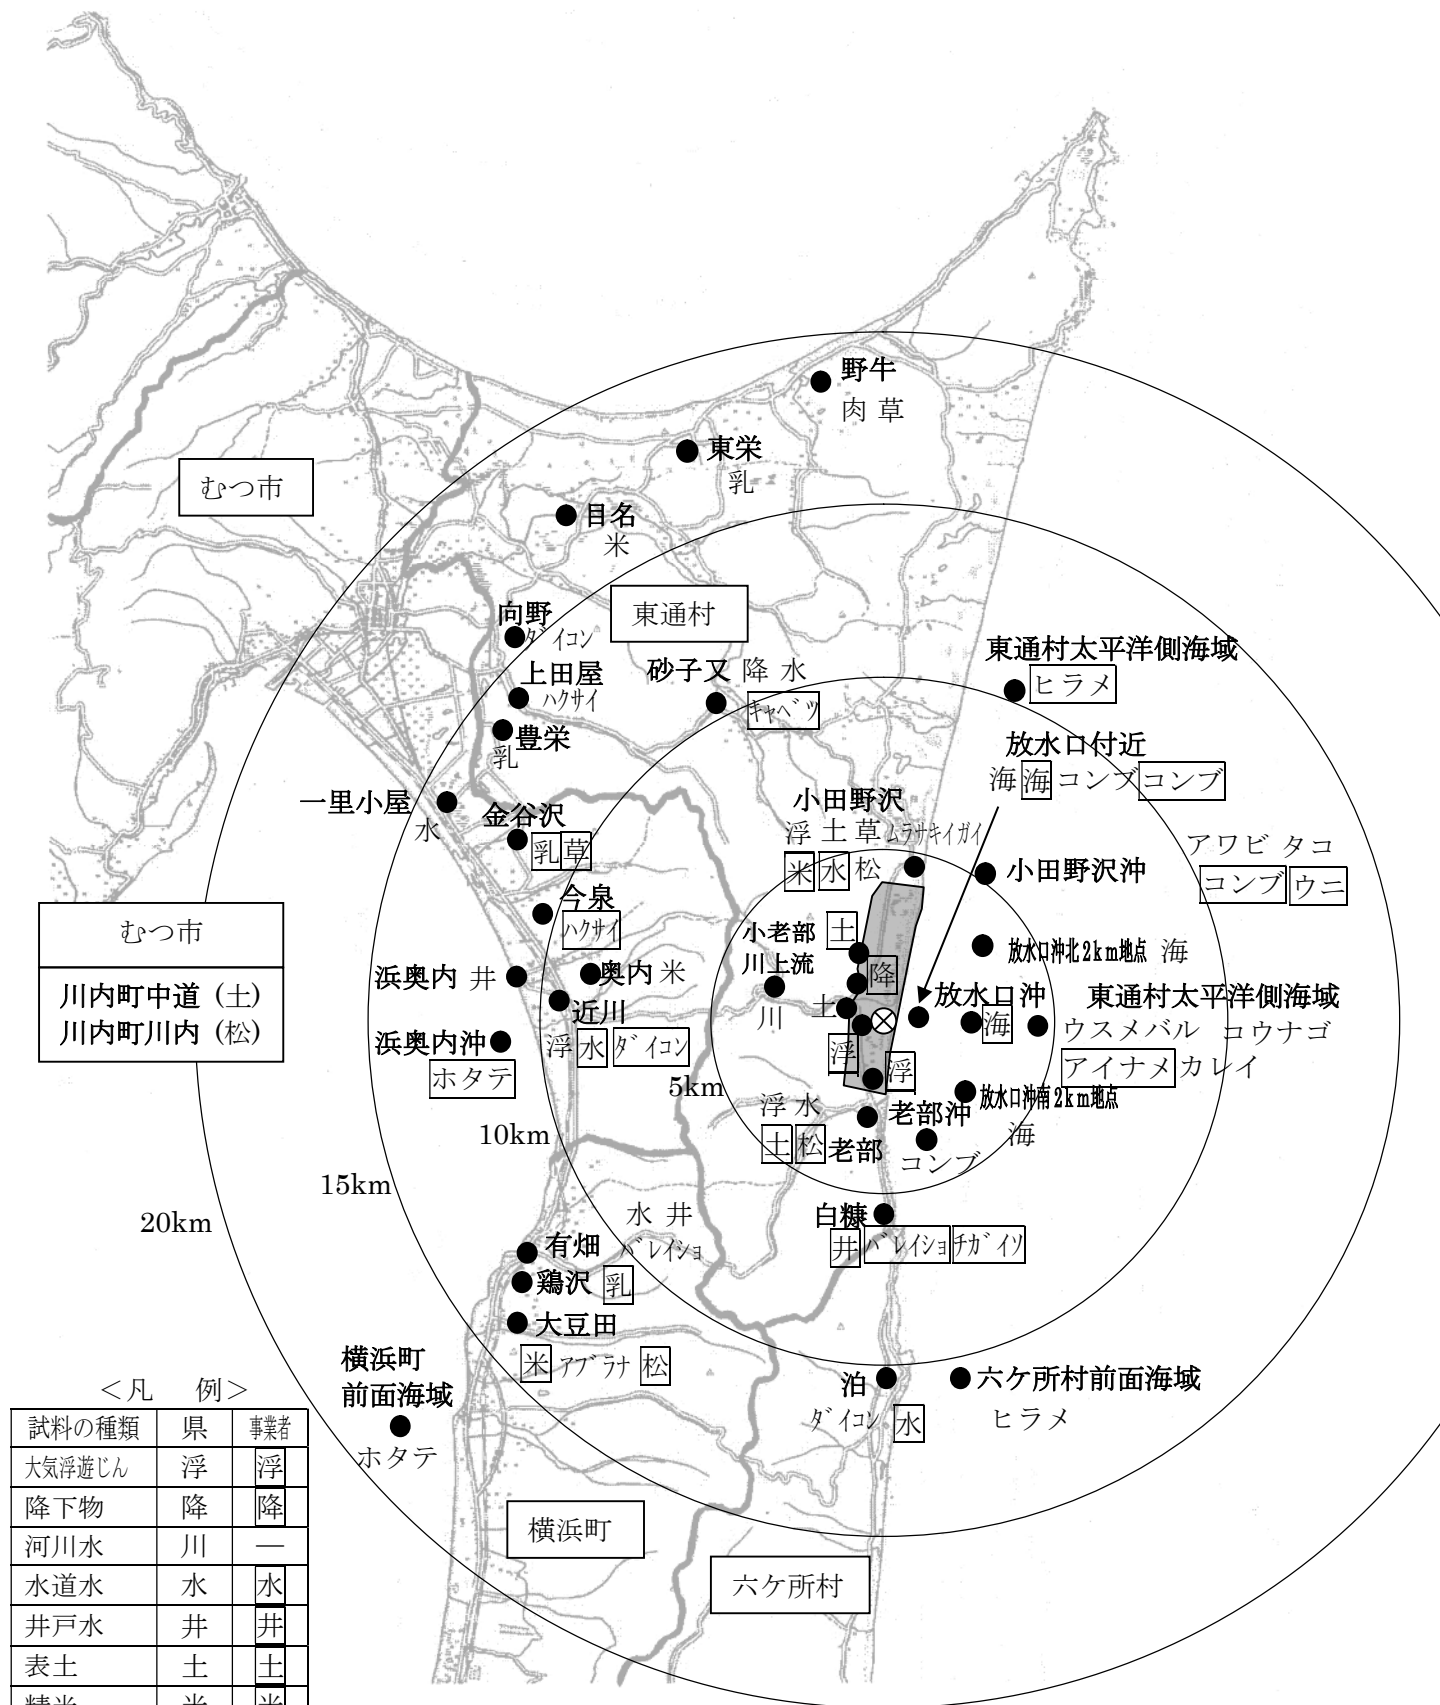 野牛
肉 草
東栄
乳
むつ市
目名
米
東通村
向野
ダイコン
上田屋
ハクサイ
砂子又 降 水
キャベツ
豊栄
乳
東通村太平洋側海域
ヒラメ
放水口付近
海 海 コンブ コンブ
一里小屋
水
金谷沢
乳 草
小田野沢
浮 土 草 ムラサキイガイ
米 水 松
小田野沢沖
アワビ タコ
コンブ ウニ
今泉
ハクサイ
むつ市
川内町中道 (土)
川内町川内 (松)
小老部
川上流
川
土
降
土
浮
浮
放水口沖北2km地点 海
浜奥内 井
奥内 米
近川
浮 水 ダイコン
浜奥内沖
ホタテ
放水口沖
海
東通村太平洋側海域
ウスメバル コウナゴ
アイナメ カレイ
放水口沖南2km地点
海
5km
10km
15km
20km
浮 水
土 松 老部
老部沖
コンブ
白糠
井 バレイショ チガイソ
水 井
有畑 バレイショ
鶏沢 乳
大豆田
米 アブラナ 松
横浜町
前面海域
ホタテ
泊
ダイコン 水
六ケ所村前面海域
ヒラメ
横浜町
六ケ所村
＜凡 例＞
試料の種類 県 事業者
大気浮遊じん 浮 浮
降下物 降 降
河川水 川 ―
水道水 水 水
井戸水 井 井
表土 土 土
精米 米 米